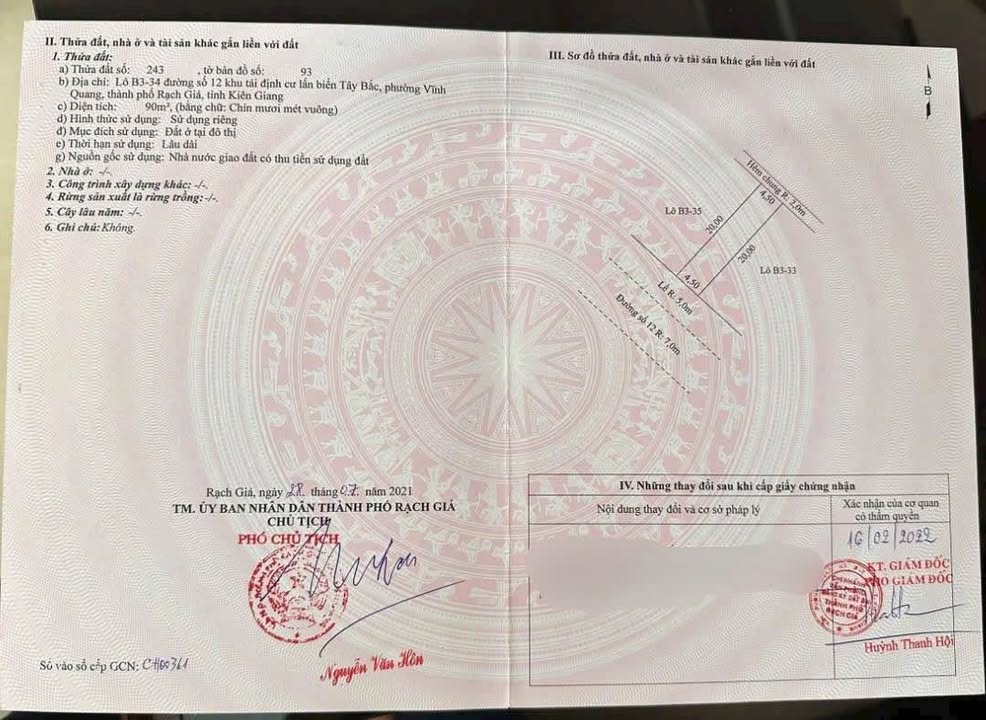 II. Thửa đất, nhà ở và tài sản khác gắn liền với đất
1. Thửa đất:
a) Thửa đất số: 243 , tờ bản đồ số: 93
b) Địa chỉ: Lô B3-34 đường số 12 khu tái định cư lấn biển Tây Bắc, phường Vĩnh
Quang, thành phố Rạch Giá, tỉnh Kiên Giang
c) Diện tích: 90m², (bằng chữ: Chín mươi mét vuông)
d) Hình thức sử dụng: Sử dụng riêng
đ) Mục đích sử dụng: Đất ở tại đô thị
e) Thời hạn sử dụng: Lâu dài
g) Nguồn gốc sử dụng: Nhà nước giao đất có thu tiền sử dụng đất
2. Nhà ở: -/-.
3. Công trình xây dựng khác: -/-.
4. Rừng sản xuất là rừng trồng: -/-.
5. Cây lâu năm: -/-.
6. Ghi chú: Không.
Rạch Giá, ngày 28 tháng 07 năm 2021
TM. ỦY BAN NHÂN DÂN THÀNH PHỐ RẠCH GIÁ
CHỦ TỊCH
PHÓ CHỦ TỊCH
Nguyễn Văn Hôn
Số vào sổ cấp GCN: CH00361
III. Sơ đồ thửa đất, nhà ở và tài sản khác gắn liền với đất
B
Hẻm chung R: 2,0m
4,50
Lô B3-35
20,00
20,00
Lô B3-33
4,50
Lề R: 5,0m
Đường số 12 R: 7,0m
IV. Những thay đổi sau khi cấp giấy chứng nhận
Nội dung thay đổi và cơ sở pháp lý
Xác nhận của cơ quan
có thẩm quyền
16/02/2022
KT. GIÁM ĐỐC
PHÓ GIÁM ĐỐC
THÀNH PHỐ
RẠCH GIÁ
Huỳnh Thanh Hội